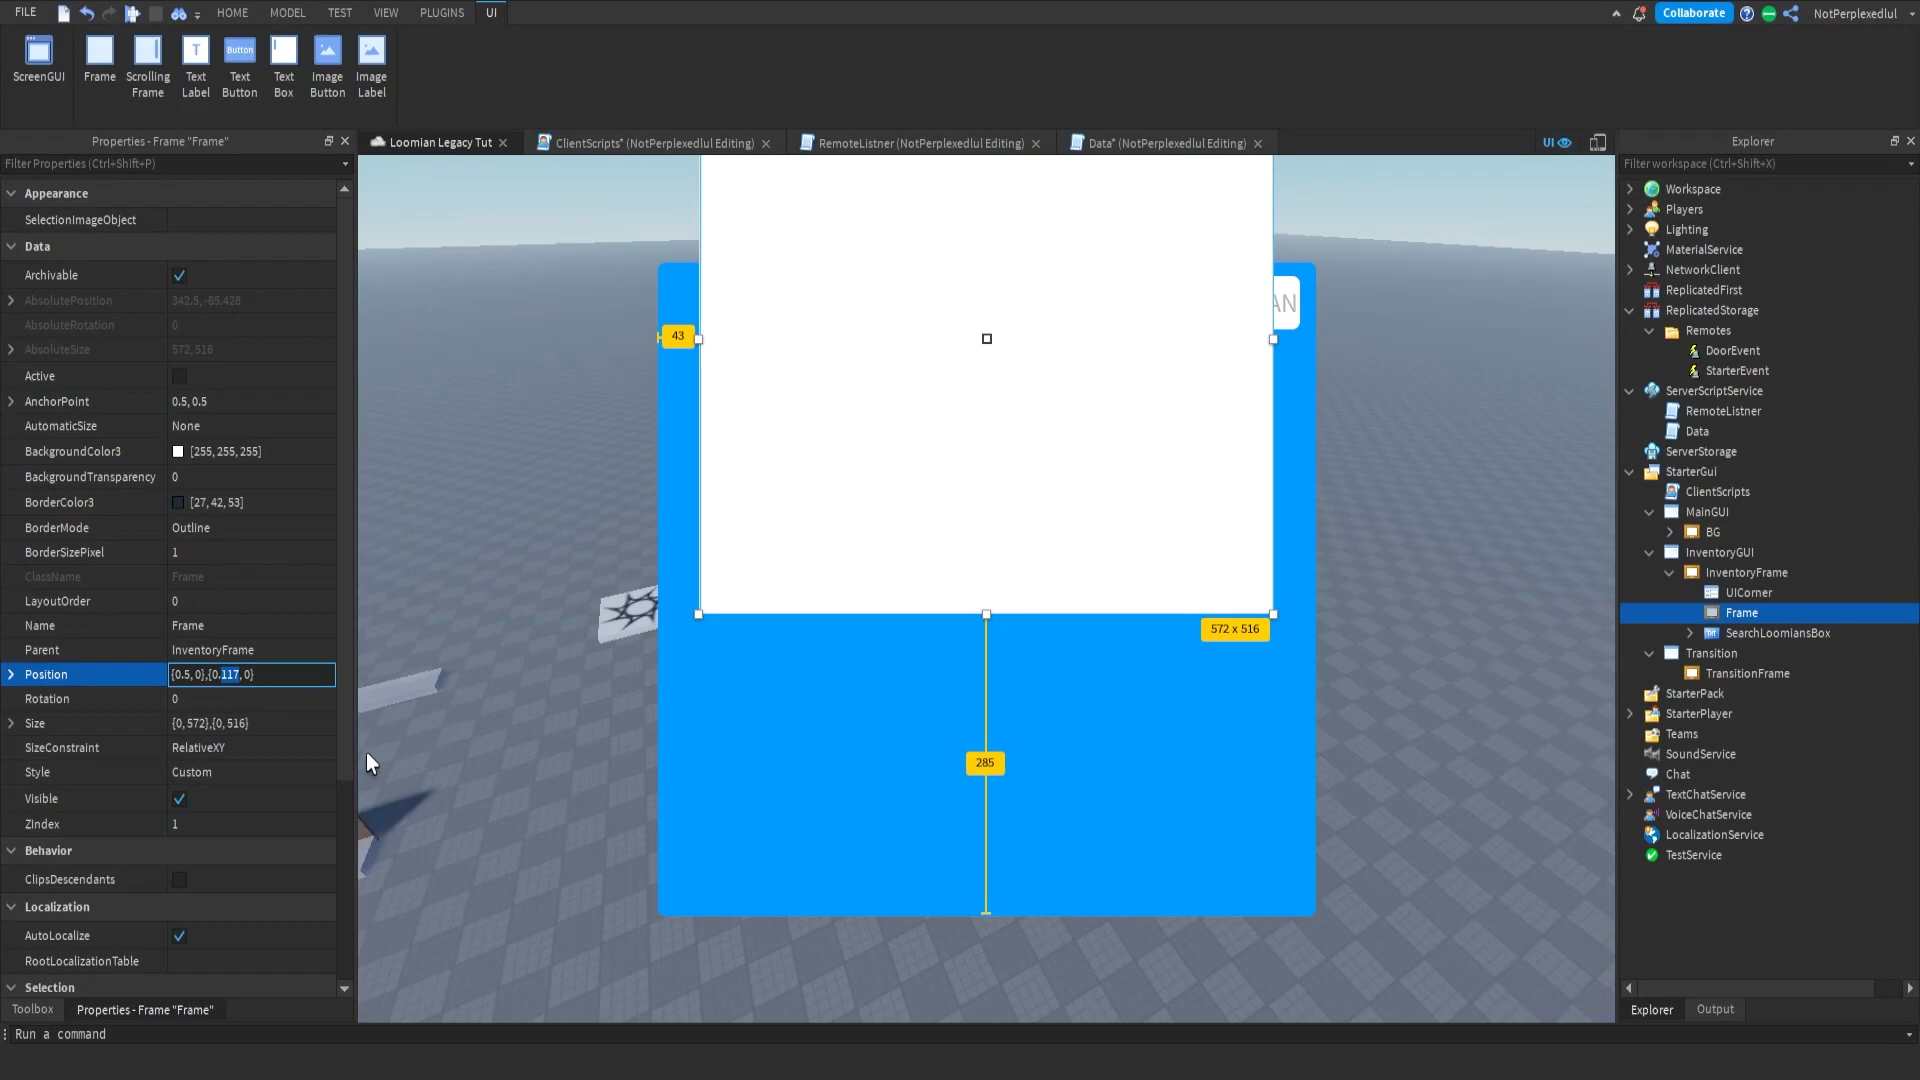 FILE HOME MODEL TEST VIEW PLUGINS UI Collaborate NotPerplexedlul
ScreenGUI Frame Scrolling Frame Text Label Text Button Button Text Box Image Button Image Label
T
Properties - Frame "Frame"
Filter Properties (Ctrl+Shift+P)
Appearance
SelectionImageObject
Data
Archivable
AbsolutePosition 342.5, -85.428
AbsoluteRotation 0
AbsoluteSize 572, 516
Active
AnchorPoint 0.5, 0.5
AutomaticSize None
BackgroundColor3 [255, 255, 255]
BackgroundTransparency 0
BorderColor3 [27, 42, 53]
BorderMode Outline
BorderSizePixel 1
ClassName Frame
LayoutOrder 0
Name Frame
Parent InventoryFrame
Position {0.5, 0},{0.117, 0}
Rotation 0
Size {0, 572},{0, 516}
SizeConstraint RelativeXY
Style Custom
Visible
ZIndex 1
Behavior
ClipsDescendants
Localization
AutoLocalize
RootLocalizationTable
Selection
Toolbox Properties - Frame "Frame"
Run a command
Loomian Legacy Tut ClientScripts* (NotPerplexedlul Editing) RemoteListner (NotPerplexedlul Editing) Data* (NotPerplexedlul Editing) UI
AN
43
572 x 516
285
Explorer
Filter workspace (Ctrl+Shift+X)
Workspace
Players
Lighting
MaterialService
NetworkClient
ReplicatedFirst
ReplicatedStorage
Remotes
DoorEvent
StarterEvent
ServerScriptService
RemoteListner
Data
ServerStorage
StarterGui
ClientScripts
MainGUI
BG
InventoryGUI
InventoryFrame
UICorner
Frame
SearchLoomiansBox
Transition
TransitionFrame
StarterPack
StarterPlayer
Teams
SoundService
Chat
TextChatService
VoiceChatService
LocalizationService
TestService
Explorer Output